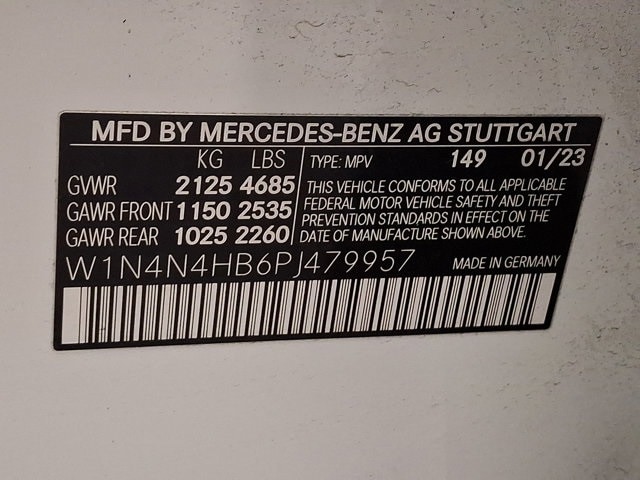 MFD BY MERCEDES-BENZ AG STUTTGART
KG LBS
GVWR 2125 4685
GAWR FRONT 1150 2535
GAWR REAR 1025 2260
TYPE: MPV 149 01/23
THIS VEHICLE CONFORMS TO ALL APPLICABLE
FEDERAL MOTOR VEHICLE SAFETY AND THEFT
PREVENTION STANDARDS IN EFFECT ON THE
DATE OF MANUFACTURE SHOWN ABOVE.
W1N4N4HB6PJ479957 MADE IN GERMANY